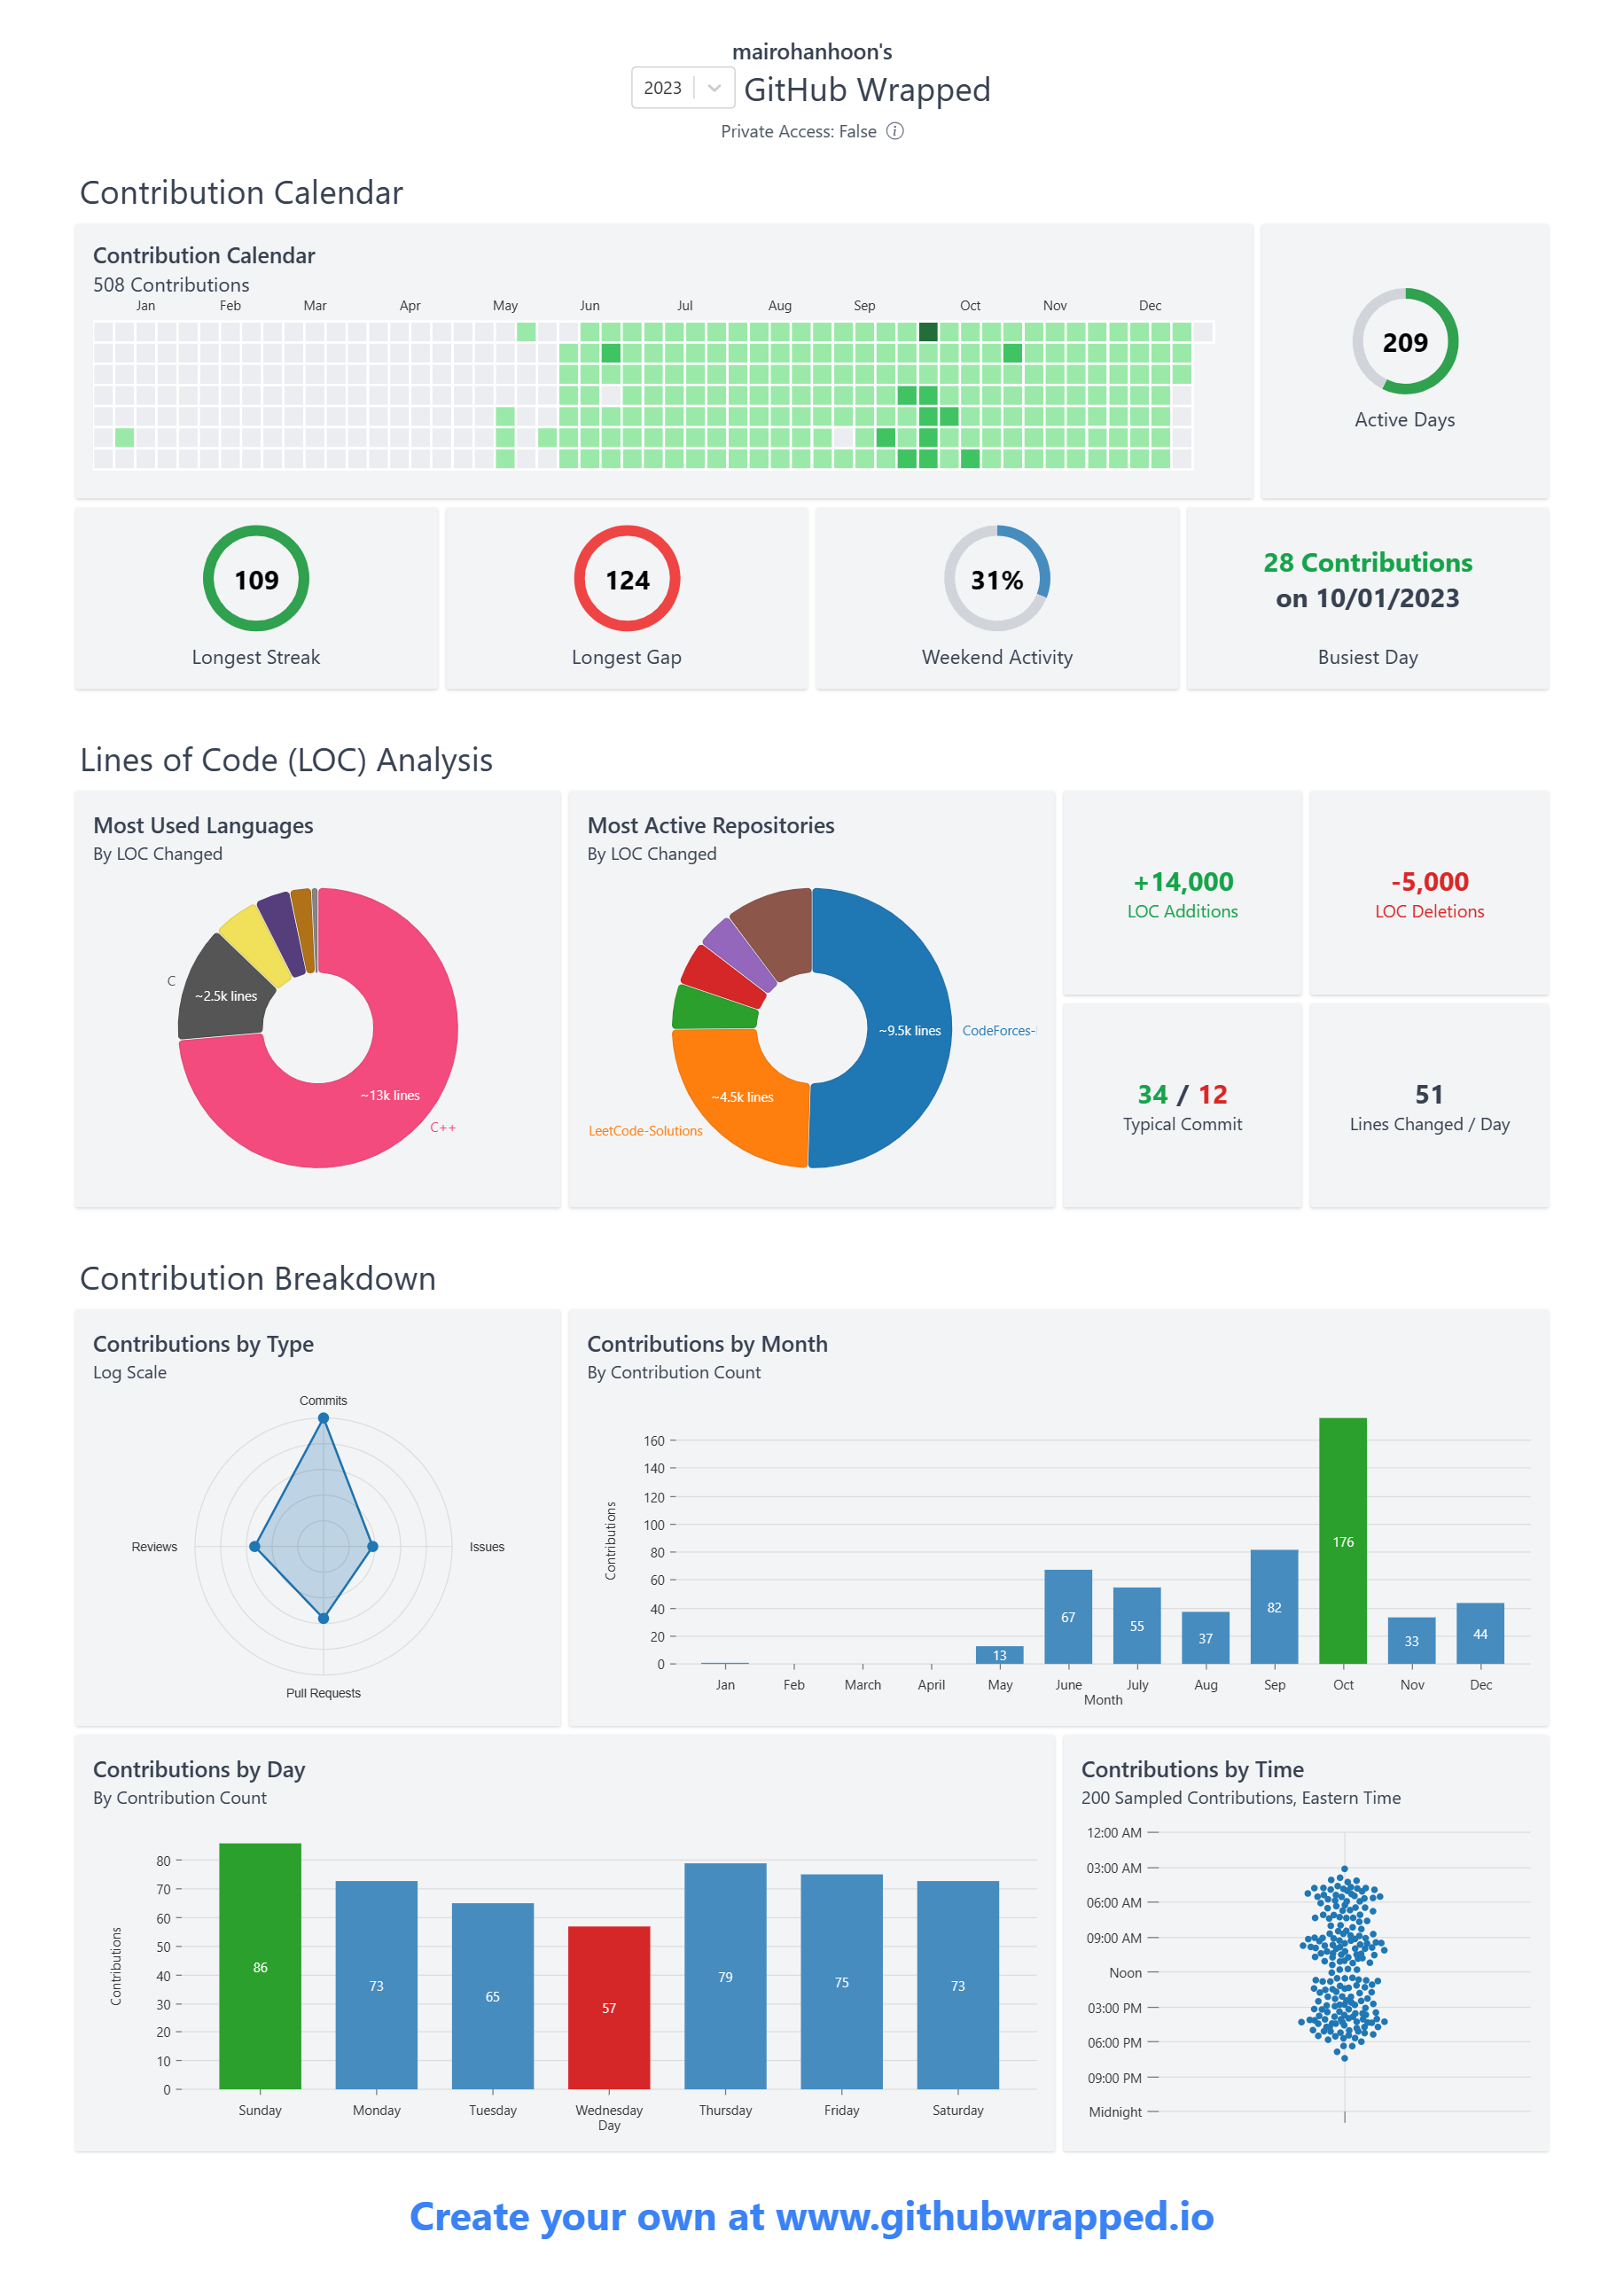 mairohanhoon's
2023 GitHub Wrapped
Private Access: False
Contribution Calendar
Contribution Calendar
508 Contributions
Jan Feb Mar Apr May Jun Jul Aug Sep Oct Nov Dec
209
Active Days
109
Longest Streak
124
Longest Gap
31%
Weekend Activity
28 Contributions
on 10/01/2023
Busiest Day
Lines of Code (LOC) Analysis
Most Used Languages
By LOC Changed
C
~2.5k lines
~13k lines
C++
Most Active Repositories
By LOC Changed
~9.5k lines
CodeForces-
~4.5k lines
LeetCode-Solutions
+14,000
LOC Additions
-5,000
LOC Deletions
34 / 12
Typical Commit
51
Lines Changed / Day
Contribution Breakdown
Contributions by Type
Log Scale
Commits
Reviews
Issues
Pull Requests
Contributions by Month
By Contribution Count
Contributions
160
140
120
100
80
60
40
20
0
13
67
55
37
82
176
33
44
Jan Feb March April May June July Aug Sep Oct Nov Dec
Month
Contributions by Day
By Contribution Count
Contributions
80
70
60
50
40
30
20
10
0
86
73
65
57
79
75
73
Sunday Monday Tuesday Wednesday Thursday Friday Saturday
Day
Contributions by Time
200 Sampled Contributions, Eastern Time
12:00 AM
03:00 AM
06:00 AM
09:00 AM
Noon
03:00 PM
06:00 PM
09:00 PM
Midnight
Create your own at www.githubwrapped.io